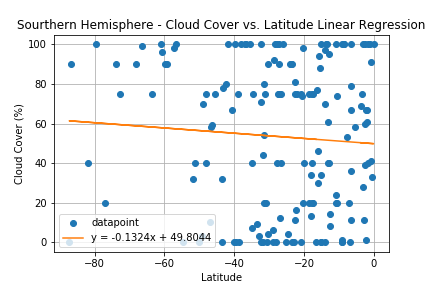 Sourthern Hemisphere - Cloud Cover vs. Latitude Linear Regression
100
80
60
40
20
0
Cloud Cover (%)
datapoint
y = -0.1324x + 49.8044
−80
−60
−40
−20
0
Latitude